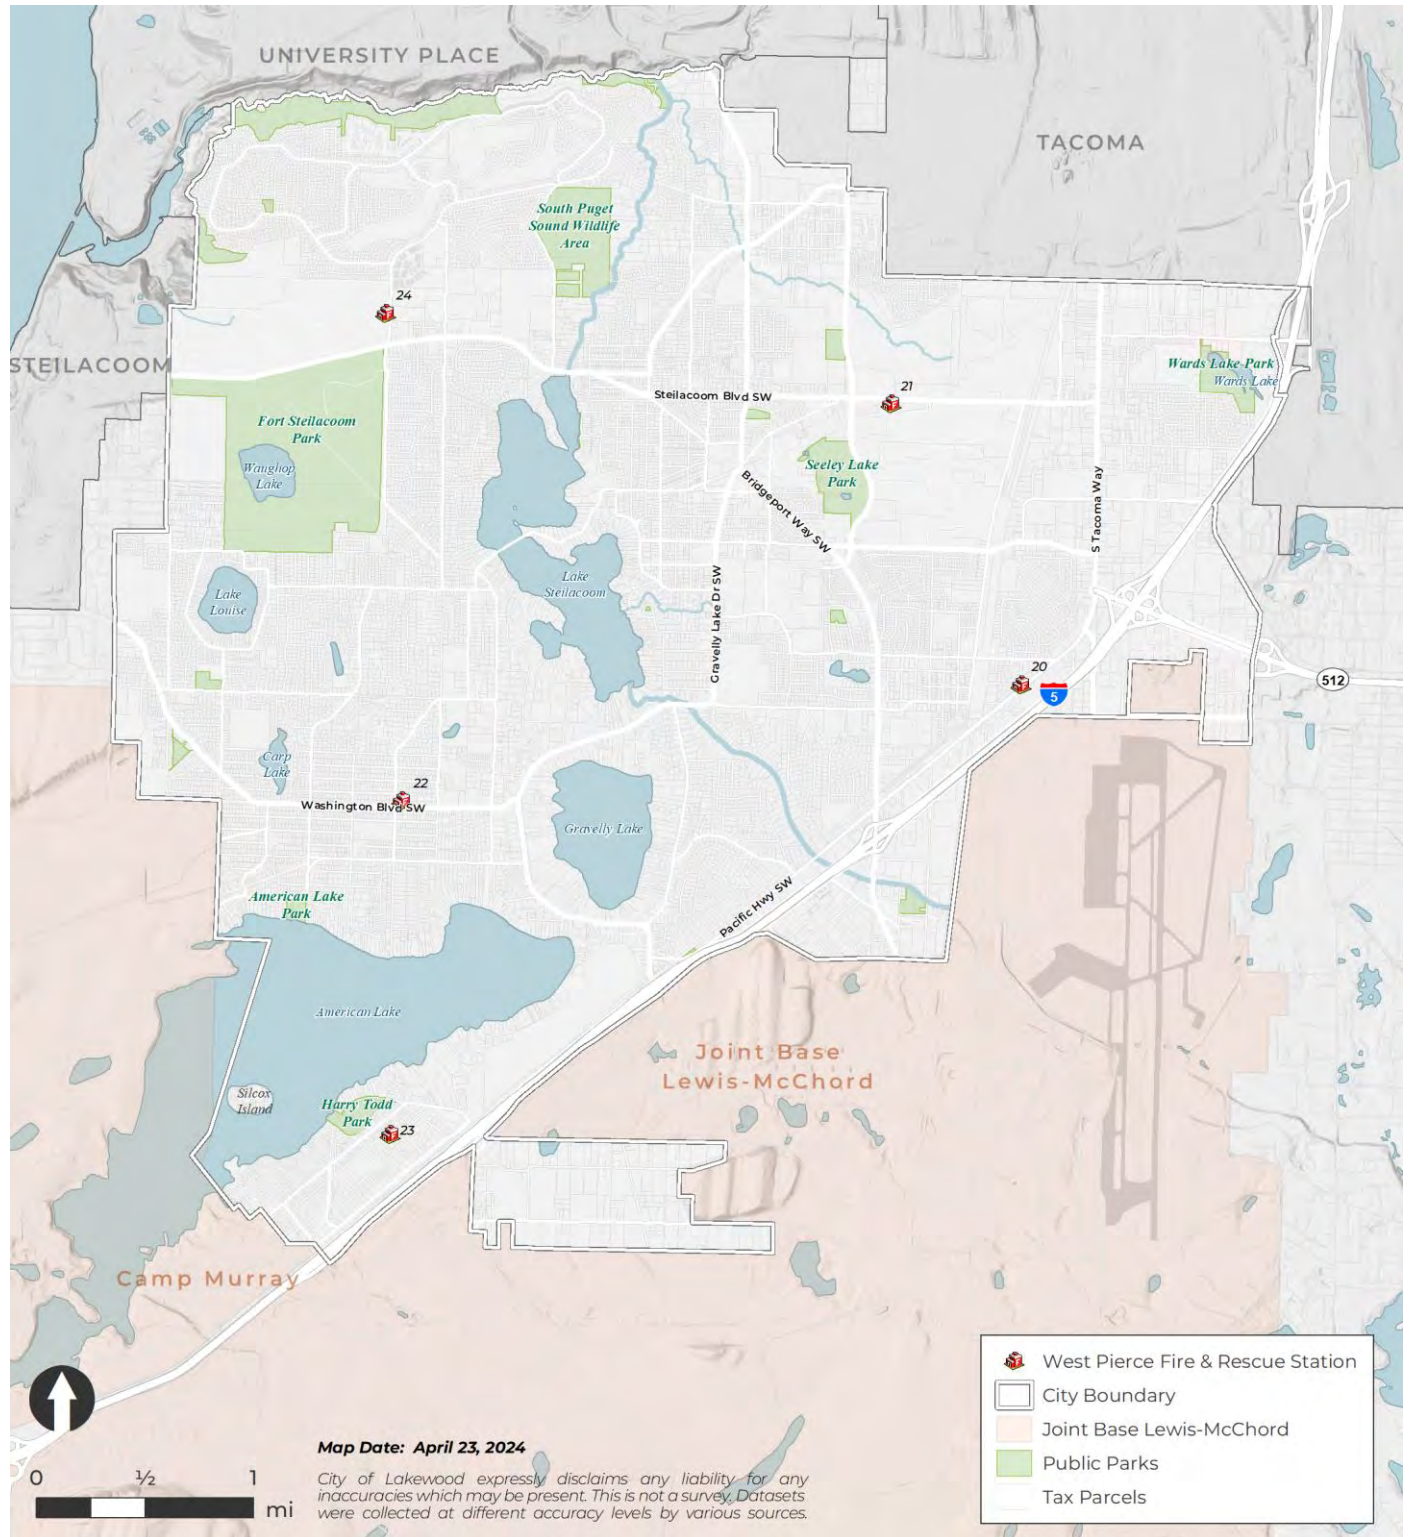 UNIVERSITY PLACE
TACOMA
South Puget
Sound Wildlife
Area
24
STEILACOOM
Wards Lake Park
Wards Lake
21
Steilacoom Blvd SW
Fort Steilacoom
Park
Waughop
Lake
Seeley Lake
Park
Bridgeport Way SW
S Tacoma Way
Lake
Steilacoom
Lake
Louise
Gravelly Lake Dr SW
20
5
512
Carp
Lake
22
Washington Blvd SW
Gravelly Lake
Pacific Hwy SW
American Lake
Park
American Lake
Joint Base
Lewis-McChord
Silcox
Island
Harry Todd
Park
23
Camp Murray
West Pierce Fire & Rescue Station
City Boundary
Joint Base Lewis-McChord
Public Parks
Tax Parcels
Map Date: April 23, 2024
City of Lakewood expressly disclaims any liability for any
inaccuracies which may be present. This is not a survey. Datasets
were collected at different accuracy levels by various sources.
0 ½ 1
mi